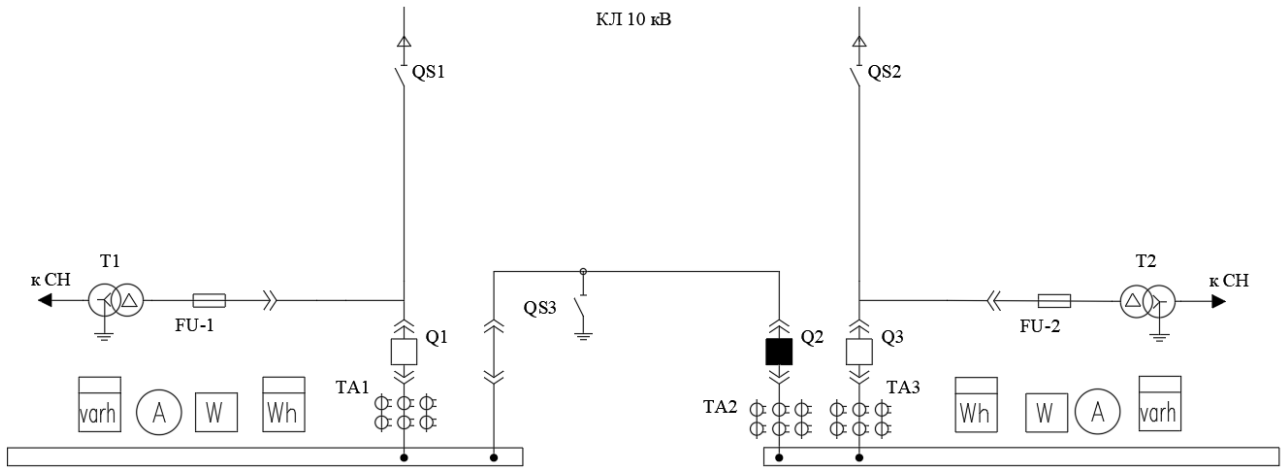 КЛ 10 кВ
QS1
QS2
T1
T2
к СН
к СН
QS3
FU-1
FU-2
Q1
Q2
Q3
TA1
TA2
TA3
varh
A
W
Wh
Wh
W
A
varh